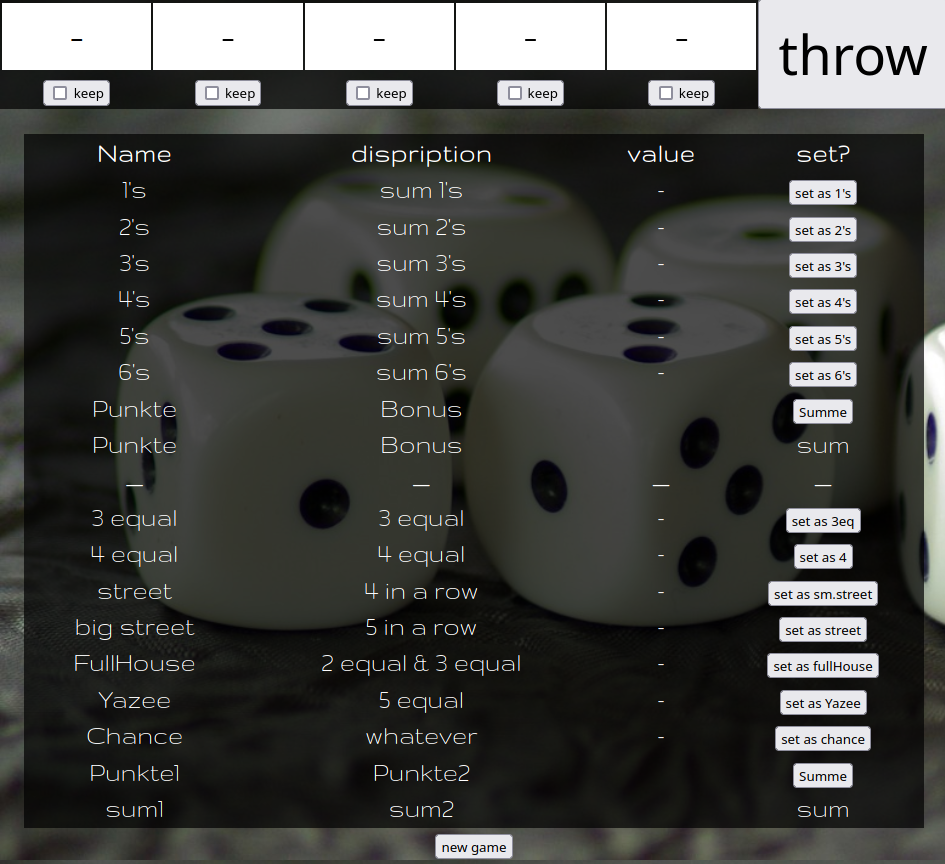 - - - - - throw
keep keep keep keep keep
Name dispription value set?
1's sum 1's - set as 1's
2's sum 2's - set as 2's
3's sum 3's - set as 3's
4's sum 4's - set as 4's
5's sum 5's - set as 5's
6's sum 6's - set as 6's
Punkte Bonus Summe
Punkte Bonus sum
— — — —
3 equal 3 equal - set as 3eq
4 equal 4 equal - set as 4
street 4 in a row - set as sm.street
big street 5 in a row - set as street
FullHouse 2 equal & 3 equal - set as fullHouse
Yazee 5 equal - set as Yazee
Chance whatever - set as chance
Punkte1 Punkte2 Summe
sum1 sum2 sum
new game